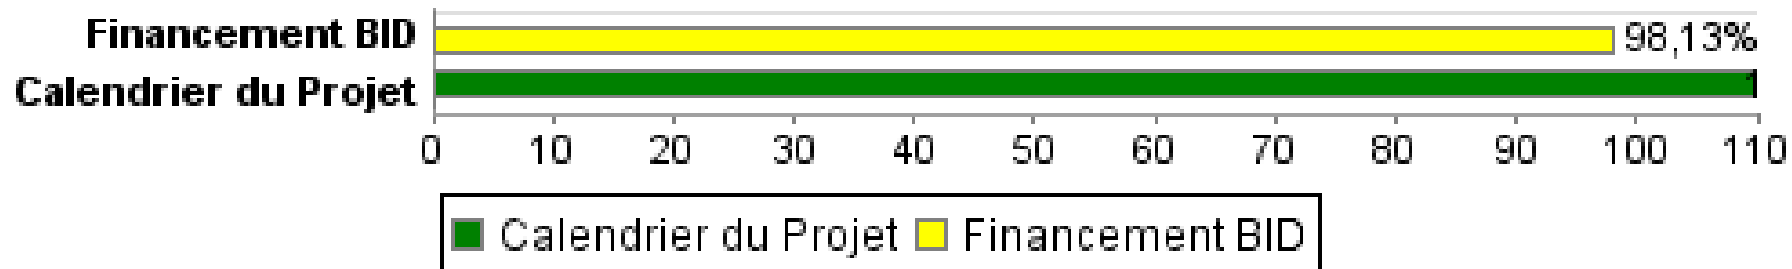 Financement BID 98,13%
Calendrier du Projet
0 10 20 30 40 50 60 70 80 90 100 110
Calendrier du Projet Financement BID